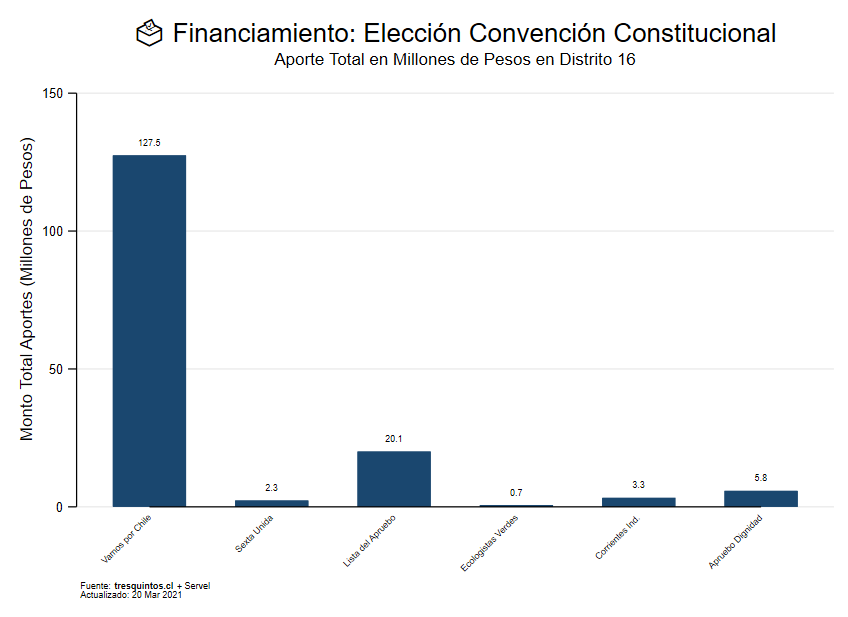 Financiamiento: Elección Convención Constitucional
Aporte Total en Millones de Pesos en Distrito 16
Monto Total Aportes (Millones de Pesos)
150
100
50
0
127.5
2.3
20.1
0.7
3.3
5.8
Vamos por Chile
Sexta Unida
Lista del Apruebo
Ecologistas Verdes
Corrientes Ind.
Apruebo Dignidad
Fuente: tresquintos.cl + Servel
Actualizado: 20 Mar 2021